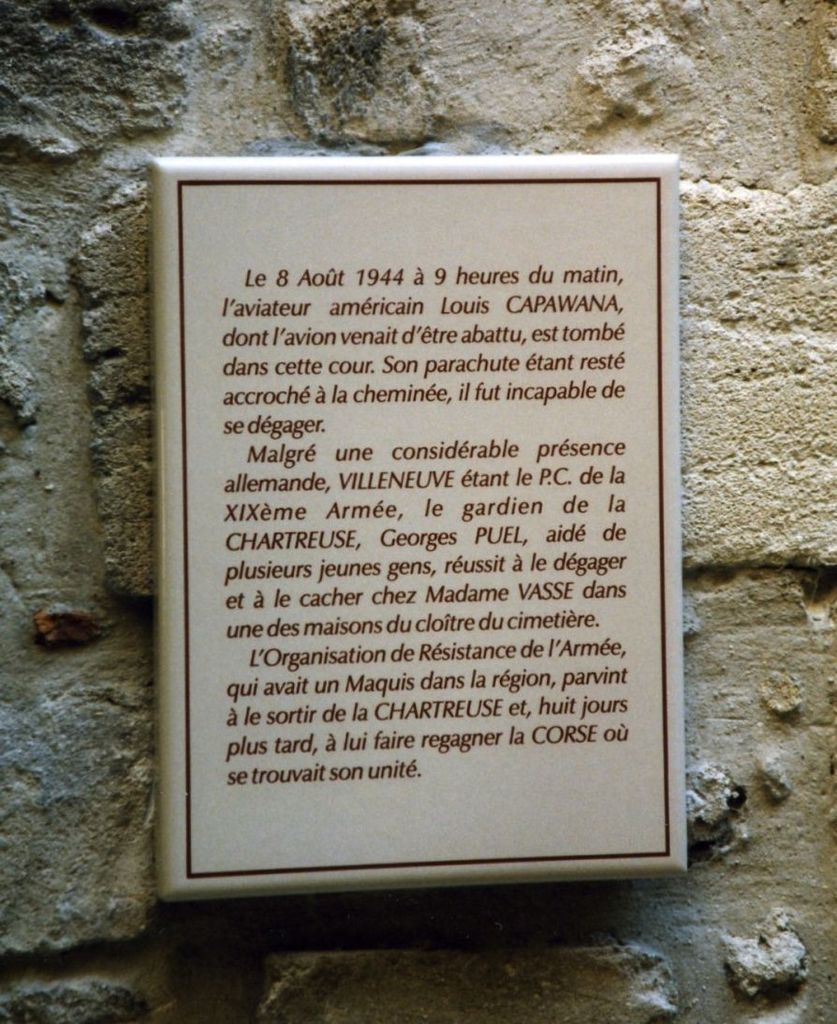 Le 8 Août 1944 à 9 heures du matin,
l'aviateur américain Louis CAPAWANA,
dont l'avion venait d'être abattu, est tombé
dans cette cour. Son parachute étant resté
accroché à la cheminée, il fut incapable de
se dégager.
Malgré une considérable présence
allemande, VILLENEUVE étant le P.C. de la
XIXème Armée, le gardien de la
CHARTREUSE, Georges PUEL, aidé de
plusieurs jeunes gens, réussit à le dégager
et à le cacher chez Madame VASSE dans
une des maisons du cloître du cimetière.
L'Organisation de Résistance de l'Armée,
qui avait un Maquis dans la région, parvint
à le sortir de la CHARTREUSE et, huit jours
plus tard, à lui faire regagner la CORSE où
se trouvait son unité.